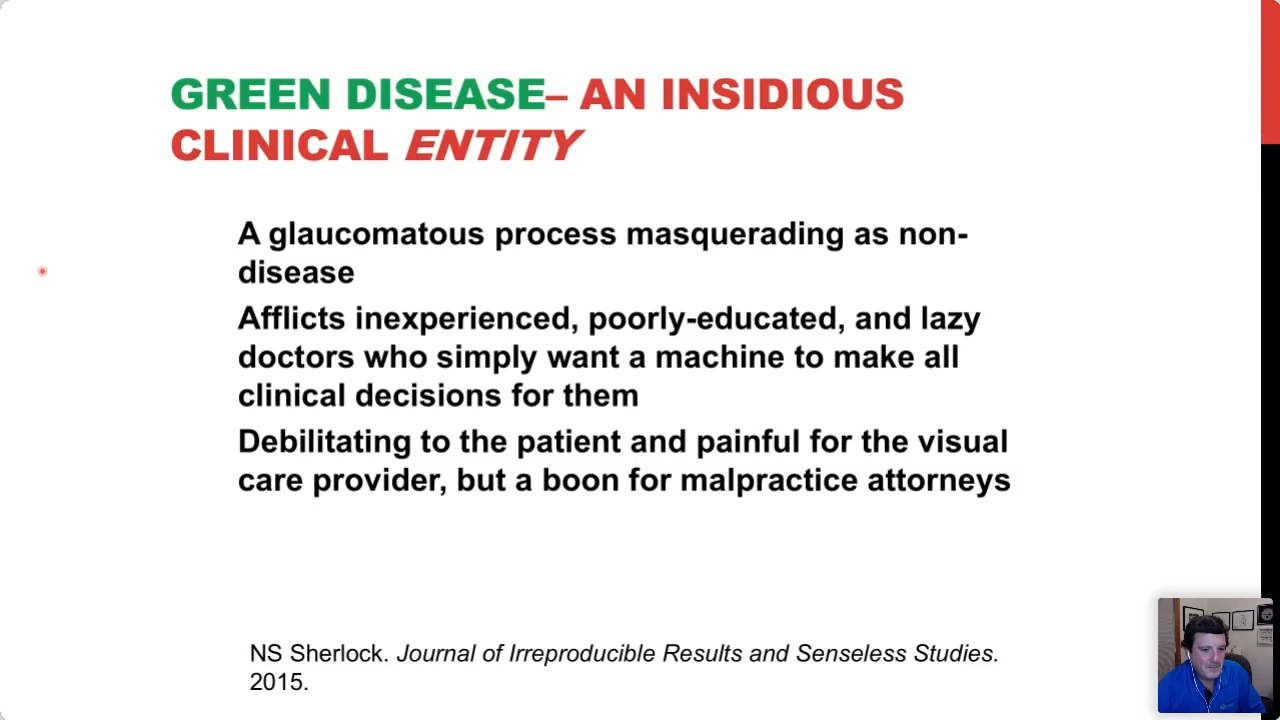 GREEN DISEASE– AN INSIDIOUS
CLINICAL ENTITY
A glaucomatous process masquerading as non-
disease
Afflicts inexperienced, poorly-educated, and lazy
doctors who simply want a machine to make all
clinical decisions for them
Debilitating to the patient and painful for the visual
care provider, but a boon for malpractice attorneys
NS Sherlock. Journal of Irreproducible Results and Senseless Studies.
2015.